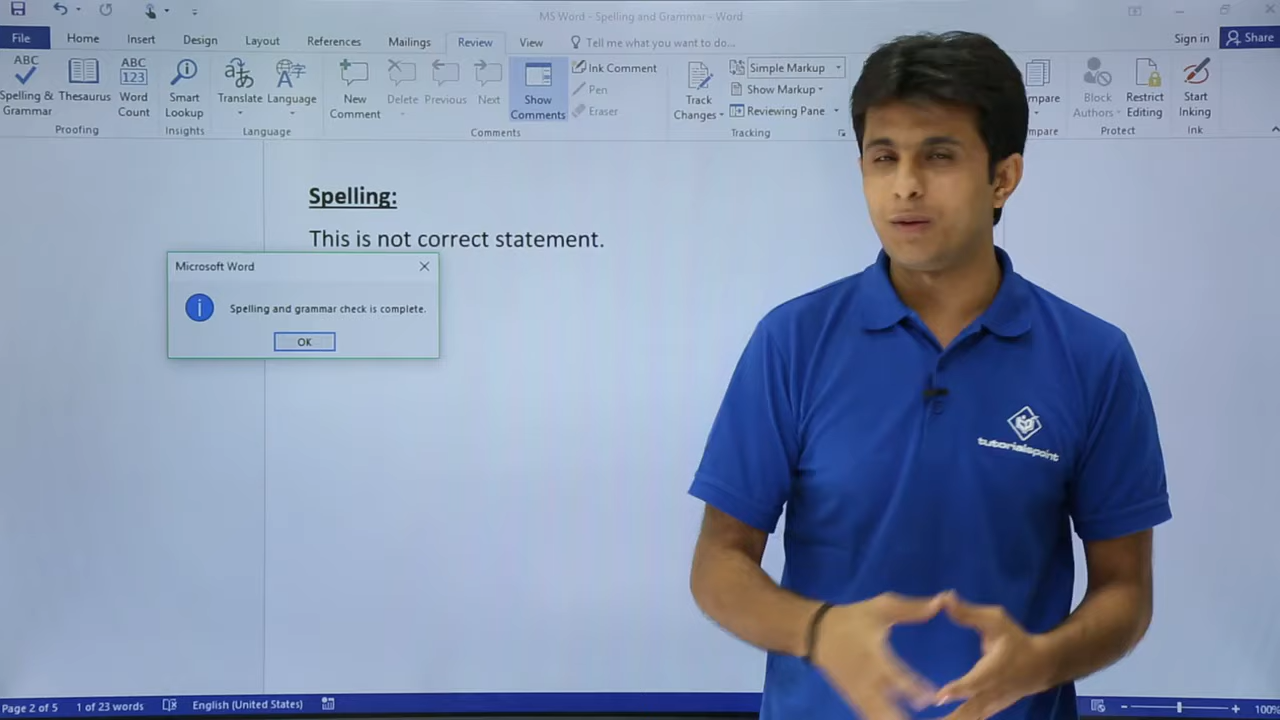 MS Word - Spelling and Grammar - Word
File Home Insert Design Layout References Mailings Review View Tell me what you want to do... Sign in Share
ABC Spelling & Grammar
Thesaurus
ABC 123 Word Count
Smart Lookup
Translate
Language
New Comment
Delete
Previous
Next
Show Comments
Ink Comment
Pen
Eraser
Track Changes
Simple Markup
Show Markup
Reviewing Pane
Block Authors
Restrict Editing
Start Inking
Proofing Insights Language Comments Tracking Protect Ink
Spelling:
This is not correct statement.
Microsoft Word
Spelling and grammar check is complete.
OK
tutorialspoint
Page 2 of 5 1 of 23 words English (United States) 100%